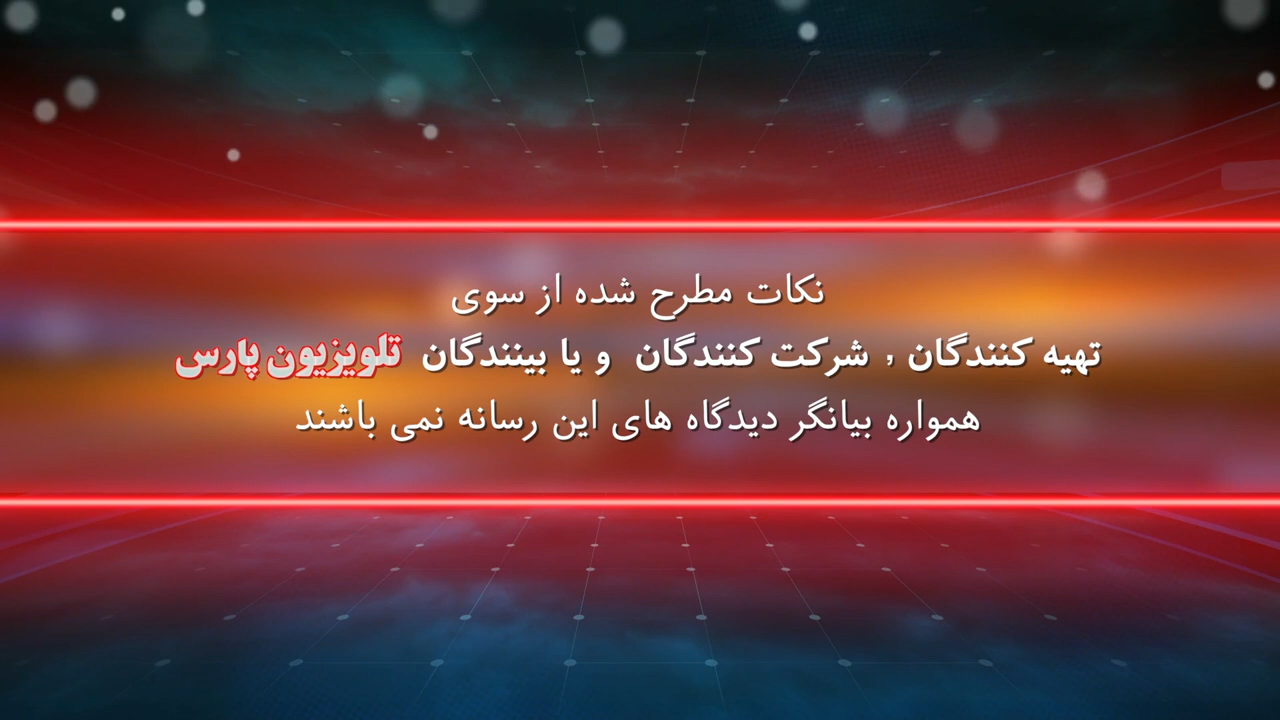 نکات مطرح شده از سوی
تهیه کنندگان , شرکت کنندگان و یا بینندگان تلویزیون پارس
همواره بیانگر دیدگاه های این رسانه نمی باشند